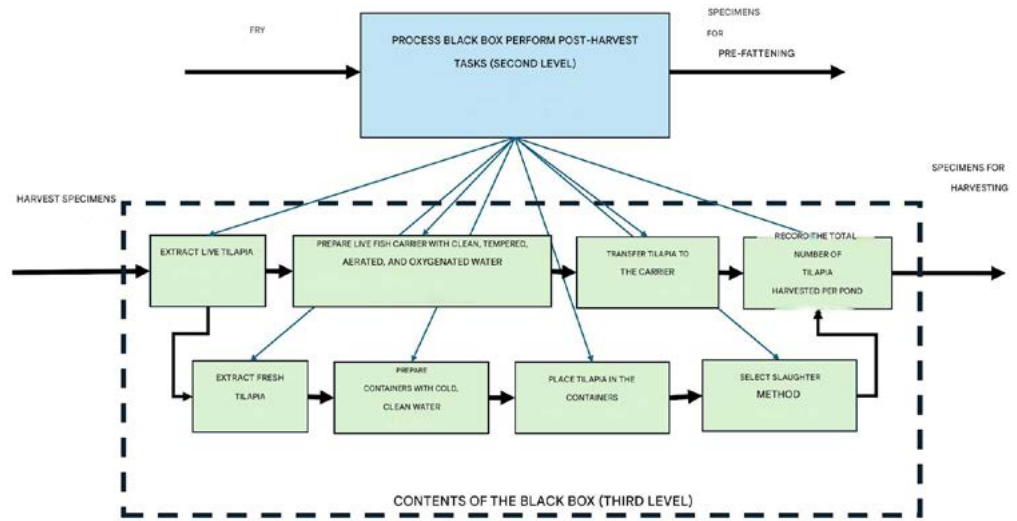 FRY
PROCESS BLACK BOX PERFORM POST-HARVEST
TASKS (SECOND LEVEL)
SPECIMENS
FOR
PRE-FATTENING
HARVEST SPECIMENS
SPECIMENS FOR
HARVESTING
EXTRACT LIVE TILAPIA
PREPARE LIVE FISH CARRIER WITH CLEAN, TEMPERED,
AERATED, AND OXYGENATED WATER
TRANSFER TILAPIA TO
THE CARRIER
RECORD THE TOTAL
NUMBER OF
TILAPIA
HARVESTED PER POND
EXTRACT FRESH
TILAPIA
PREPARE
CONTAINERS WITH COLD,
CLEAN WATER
PLACE TILAPIA IN THE
CONTAINERS
SELECT SLAUGHTER
METHOD
CONTENTS OF THE BLACK BOX (THIRD LEVEL)